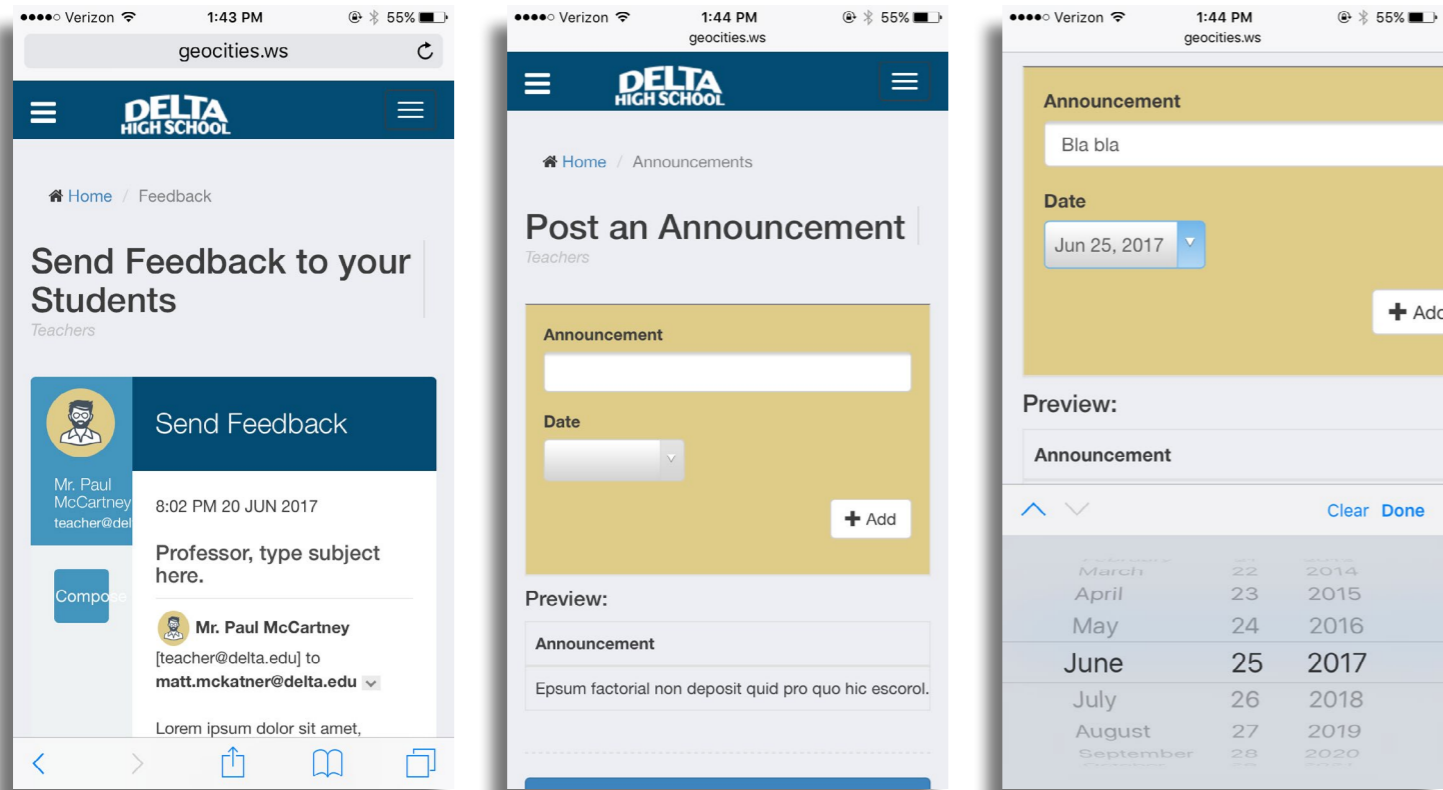 Verizon 1:43 PM 55%
geocities.ws
DELTA
HIGH SCHOOL
Home / Feedback
Send Feedback to your
Students
Teachers
Send Feedback
Mr. Paul
McCartney
teacher@del
Compose
8:02 PM 20 JUN 2017
Professor, type subject
here.
Mr. Paul McCartney
[teacher@delta.edu] to
matt.mckatner@delta.edu
Lorem ipsum dolor sit amet,
Verizon 1:44 PM 55%
geocities.ws
DELTA
HIGH SCHOOL
Home / Announcements
Post an Announcement
Teachers
Announcement
Date
Add
Preview:
Announcement
Epsum factorial non deposit quid pro quo hic escorol.
Verizon 1:44 PM 55%
geocities.ws
Announcement
Bla bla
Date
Jun 25, 2017
Add
Preview:
Announcement
Clear Done
March 22 2014
April 23 2015
May 24 2016
June 25 2017
July 26 2018
August 27 2019
September 28 2020